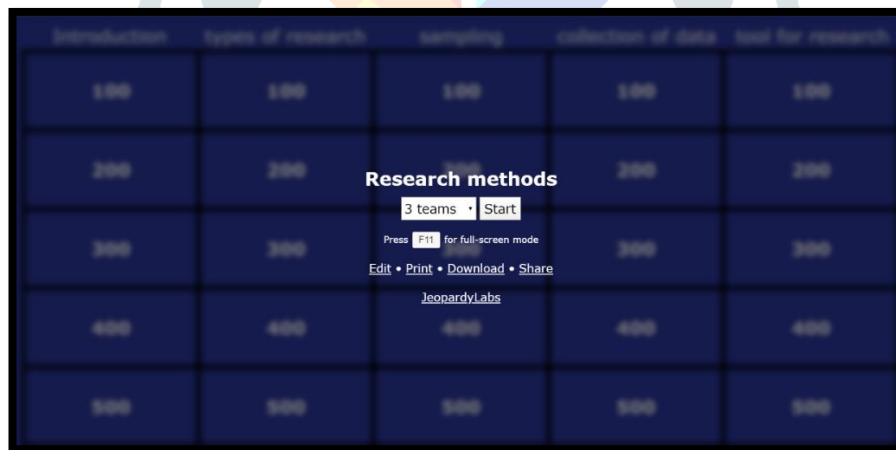 Introduction types of research sampling collection of data tool for research
100 100 100 100 100
200 200 200 200
Research methods
3 teams Start
Press F11 for full-screen mode
300 300 300 300
Edit • Print • Download • Share
JeopardyLabs
400 400 400 400 400
500 500 500 500 500